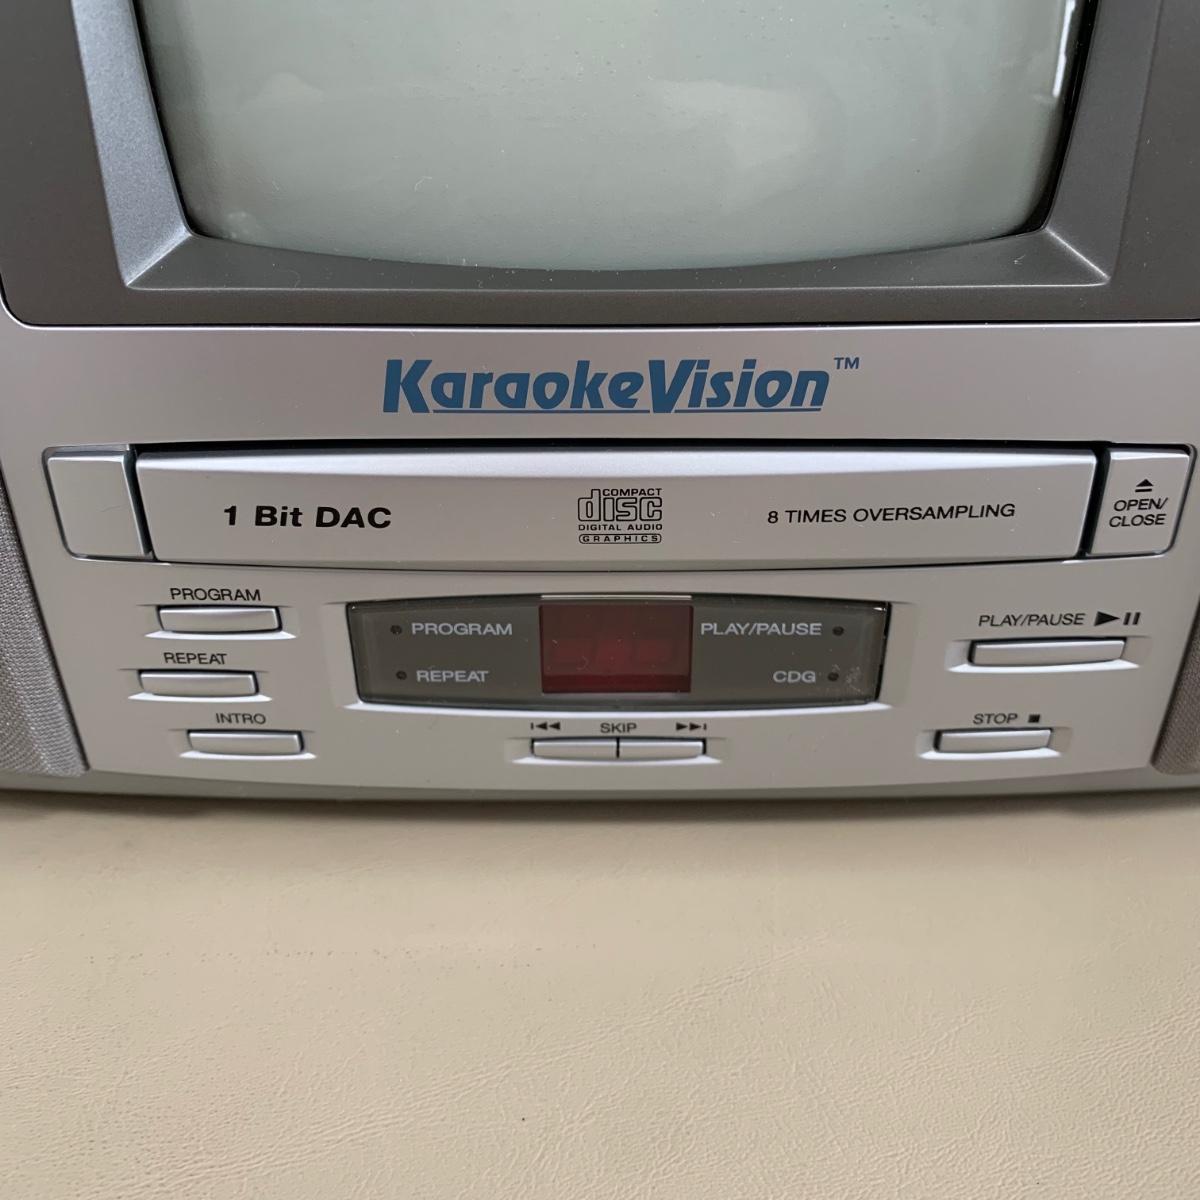 KaraokeVision™
1 Bit DAC
COMPACT
disc
DIGITAL AUDIO
GRAPHICS
8 TIMES OVERSAMPLING
OPEN/
CLOSE
PROGRAM
REPEAT
INTRO
PROGRAM
REPEAT
PLAY/PAUSE
CDG
SKIP
PLAY/PAUSE
STOP